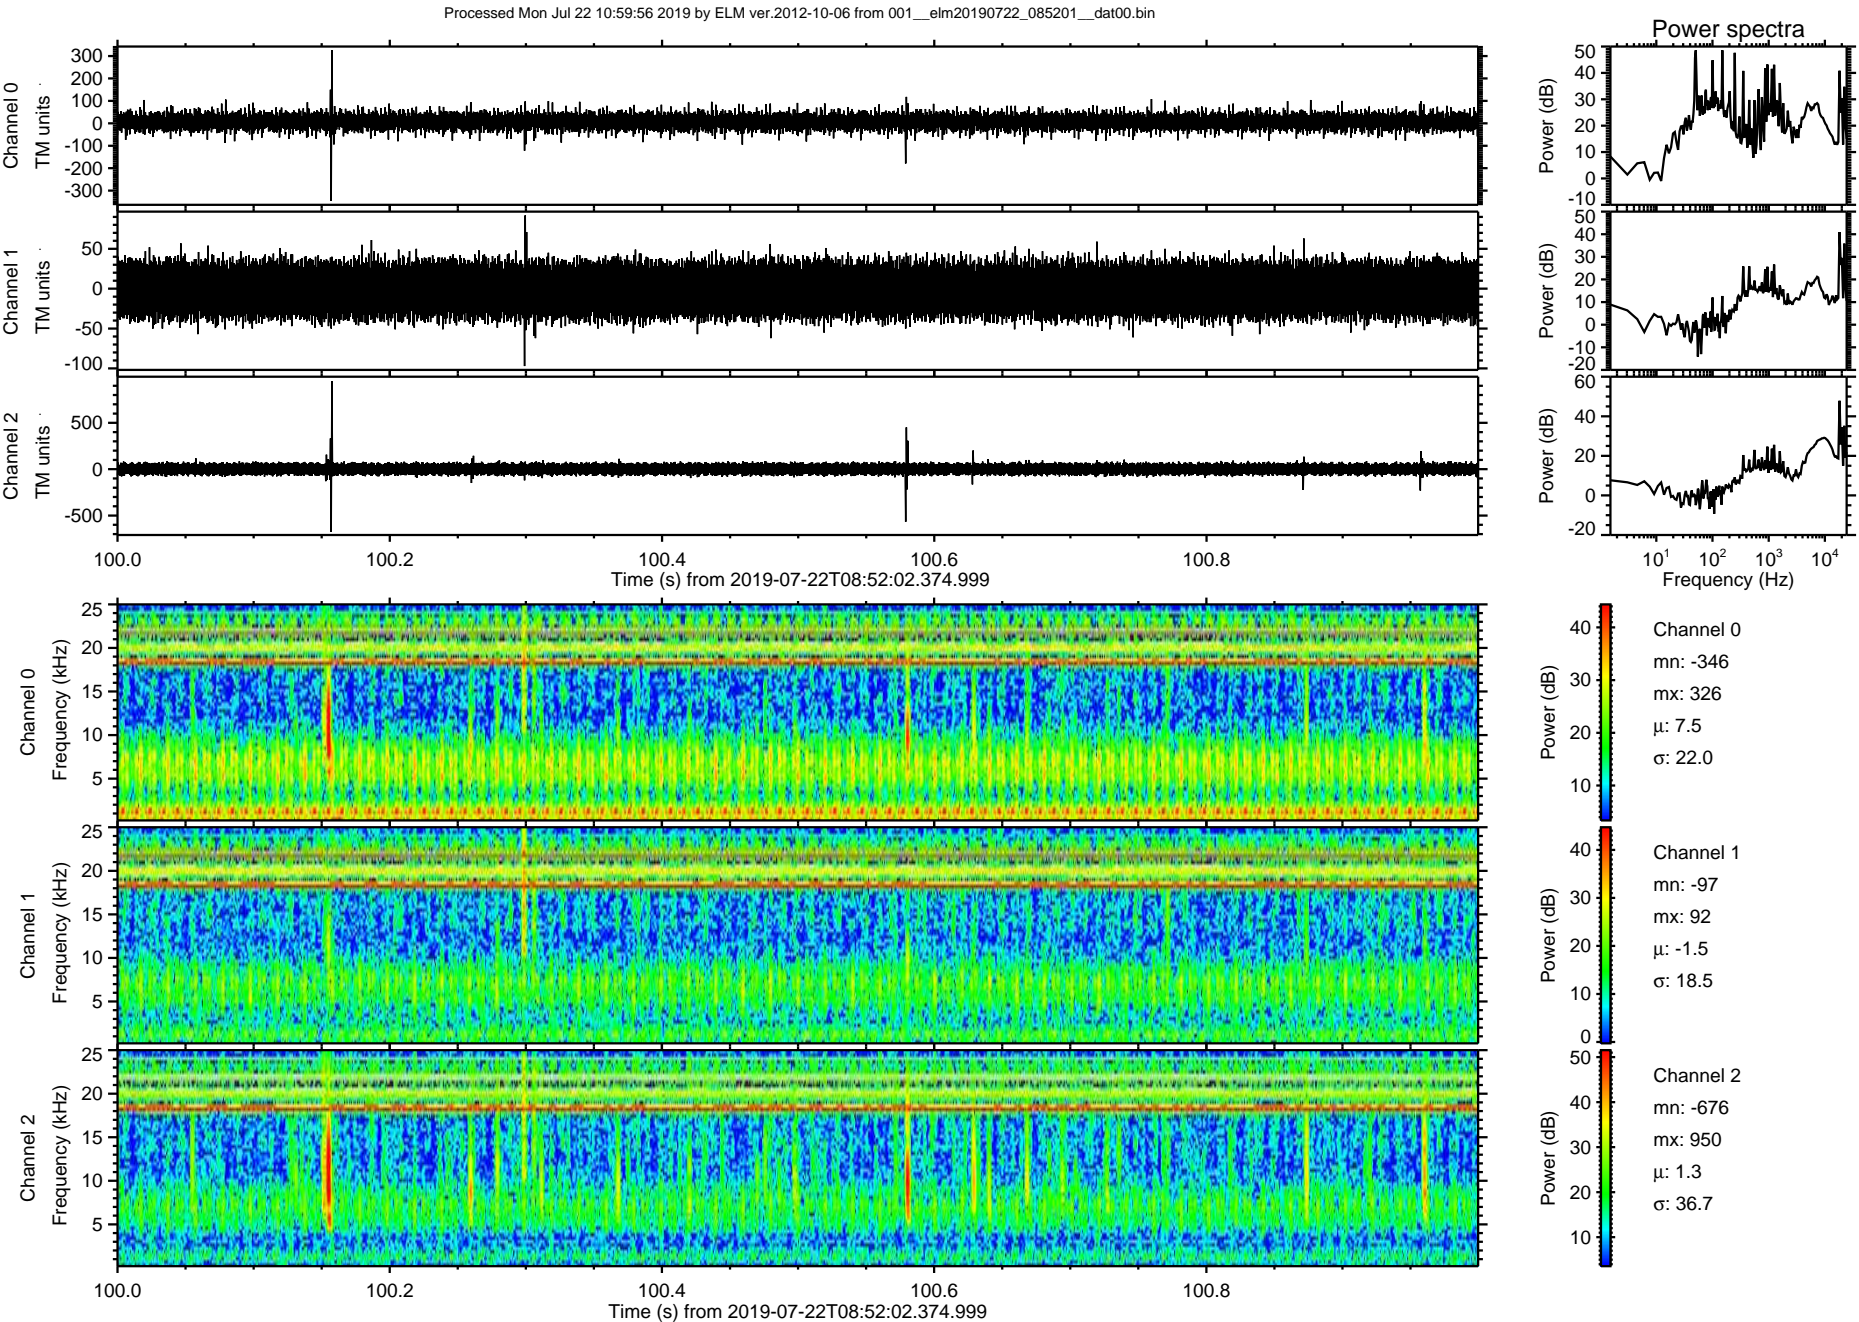 Processed Mon Jul 22 10:59:56 2019 by ELM ver.2012-10-06 from 001__elm20190722_085201__dat00.bin
Power spectra
Channel 0
TM units
300
200
100
0
-100
-200
-300
Power (dB)
50
40
30
20
10
0
-10
Channel 1
TM units
50
0
-50
-100
Power (dB)
50
40
30
20
10
0
-10
-20
Channel 2
TM units
500
0
-500
Power (dB)
60
40
20
0
-20
100.0 100.2 100.4 100.6 100.8
Time (s) from 2019-07-22T08:52:02.374.999
10¹ 10² 10³ 10⁴
Frequency (Hz)
Channel 0
Frequency (kHz)
25
20
15
10
5
Power (dB)
40
30
20
10
Channel 0
mn: -346
mx: 326
μ: 7.5
σ: 22.0
Channel 1
Frequency (kHz)
25
20
15
10
5
Power (dB)
40
30
20
10
0
Channel 1
mn: -97
mx: 92
μ: -1.5
σ: 18.5
Channel 2
Frequency (kHz)
25
20
15
10
5
Power (dB)
50
40
30
20
10
Channel 2
mn: -676
mx: 950
μ: 1.3
σ: 36.7
100.0 100.2 100.4 100.6 100.8
Time (s) from 2019-07-22T08:52:02.374.999